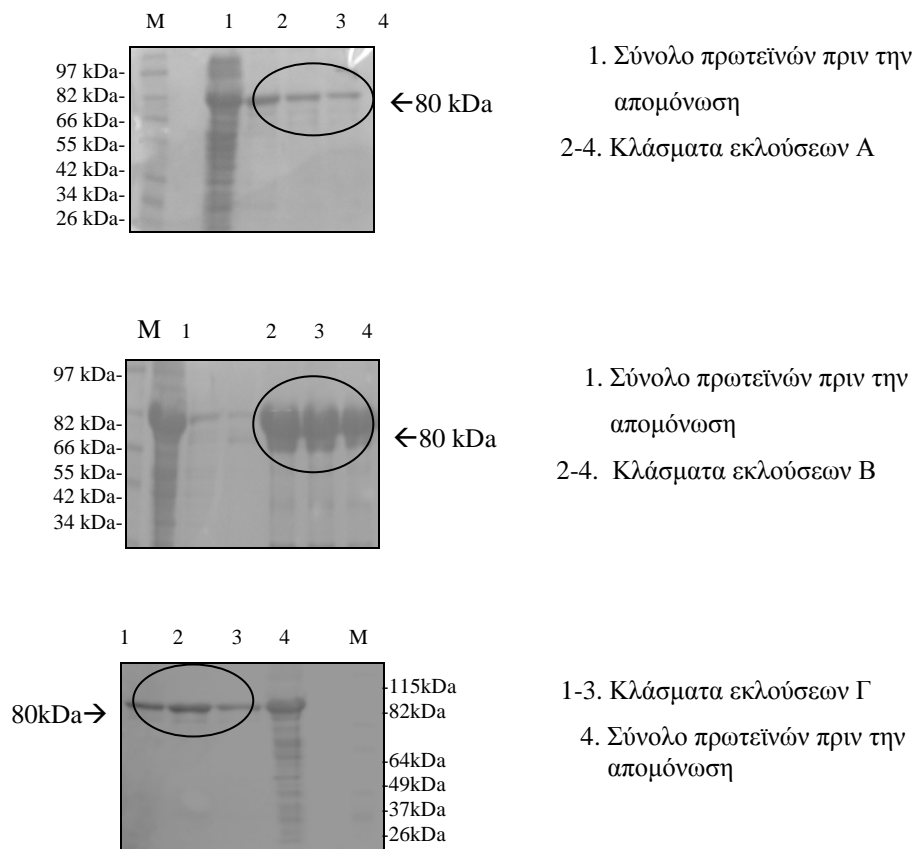 M 1 2 3 4
97 kDa-
82 kDa-
66 kDa-
55 kDa-
42 kDa-
34 kDa-
26 kDa-
←80 kDa
1. Σύνολο πρωτεϊνών πριν την
απομόνωση
2-4. Κλάσματα εκλούσεων Α
M 1 2 3 4
97 kDa-
82 kDa-
66 kDa-
55 kDa-
42 kDa-
34 kDa-
←80 kDa
1. Σύνολο πρωτεϊνών πριν την
απομόνωση
2-4. Κλάσματα εκλούσεων Β
1 2 3 4 M
80kDa→
-115kDa
-82kDa
-64kDa
-49kDa
-37kDa
-26kDa
1-3. Κλάσματα εκλούσεων Γ
4. Σύνολο πρωτεϊνών πριν την
απομόνωση